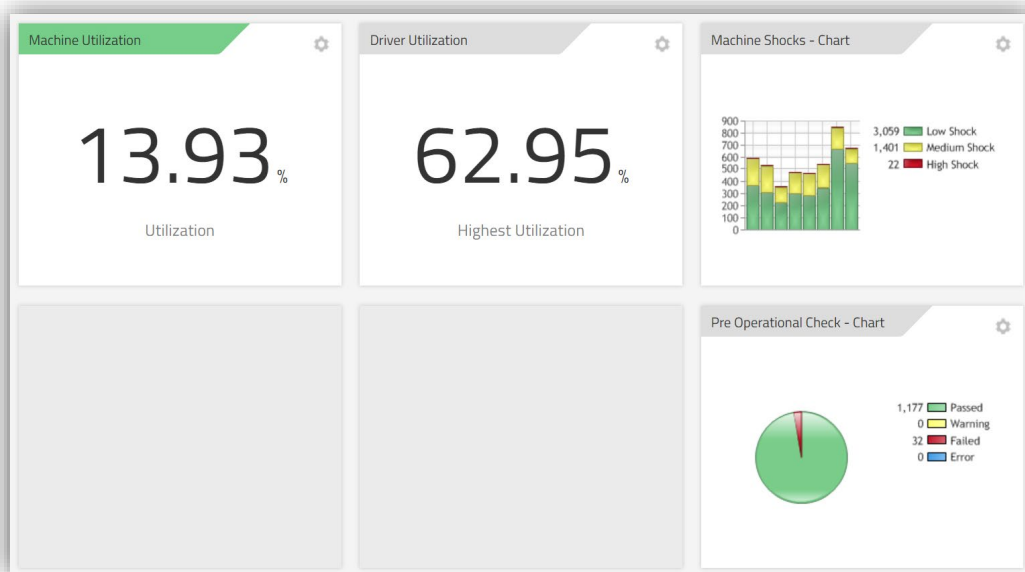 Machine Utilization
13.93 %
Utilization
Driver Utilization
62.95 %
Highest Utilization
Machine Shocks - Chart
900
800
700
600
500
400
300
200
100
0
3,059 Low Shock
1,401 Medium Shock
22 High Shock
Pre Operational Check - Chart
1,177 Passed
0 Warning
32 Failed
0 Error